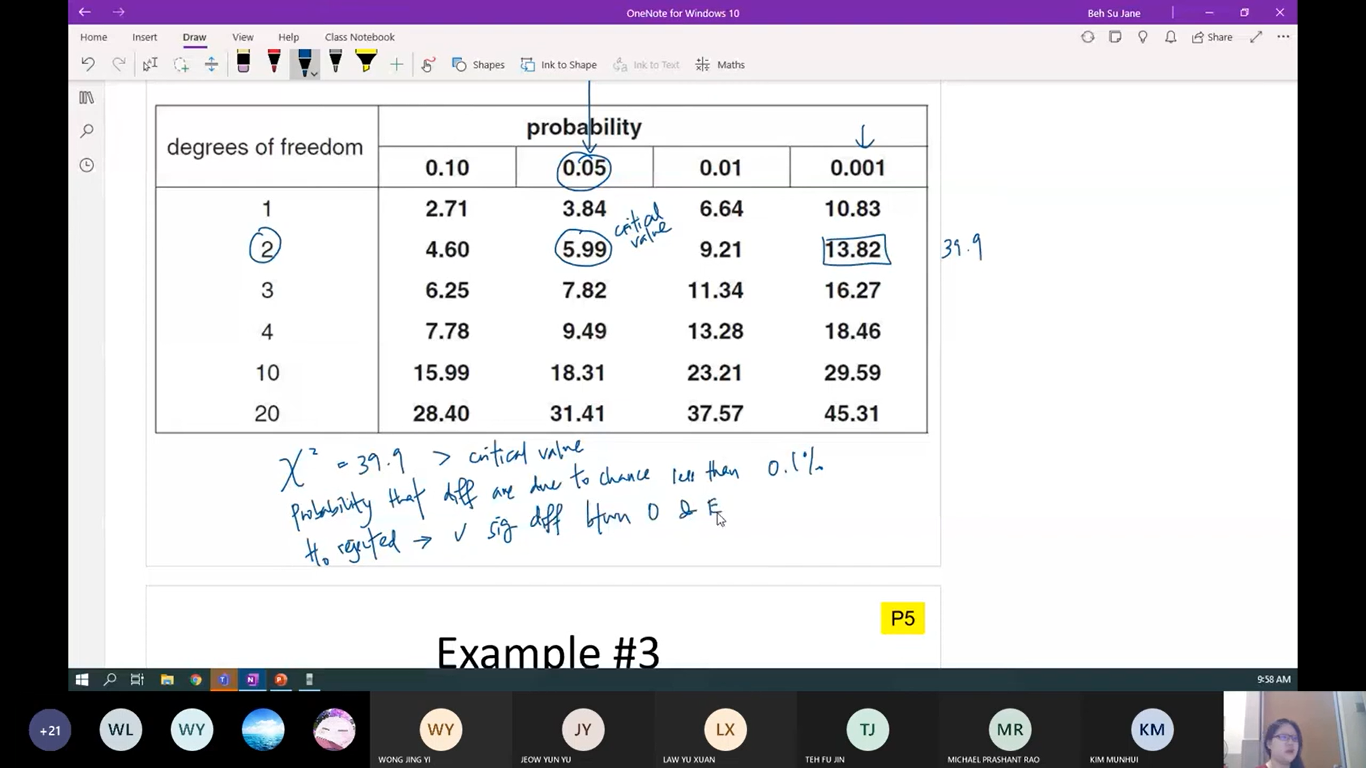 OneNote for Windows 10
Beh Su Jane
Home Insert Draw View Help Class Notebook
Share
Shapes Ink to Shape Ink to Text Maths
degrees of freedom probability
0.10 0.05 0.01 0.001
1 2.71 3.84 6.64 10.83
critical
value
2 4.60 5.99 9.21 13.82 39.9
3 6.25 7.82 11.34 16.27
4 7.78 9.49 13.28 18.46
10 15.99 18.31 23.21 29.59
20 28.40 31.41 37.57 45.31
χ² = 39.9 > critical value
Probability that diff are due to chance less than 0.1%
H₀ rejected → ✓ sig diff btwn O & E
P5
Example #3
9:58 AM
+21 WL WY WY JY LX TJ MR KM
WONG JING YI JEOW YUN YU LAW YU XUAN TEH FU JIN MICHAEL PRASHANT RAO KIM MUNHUI